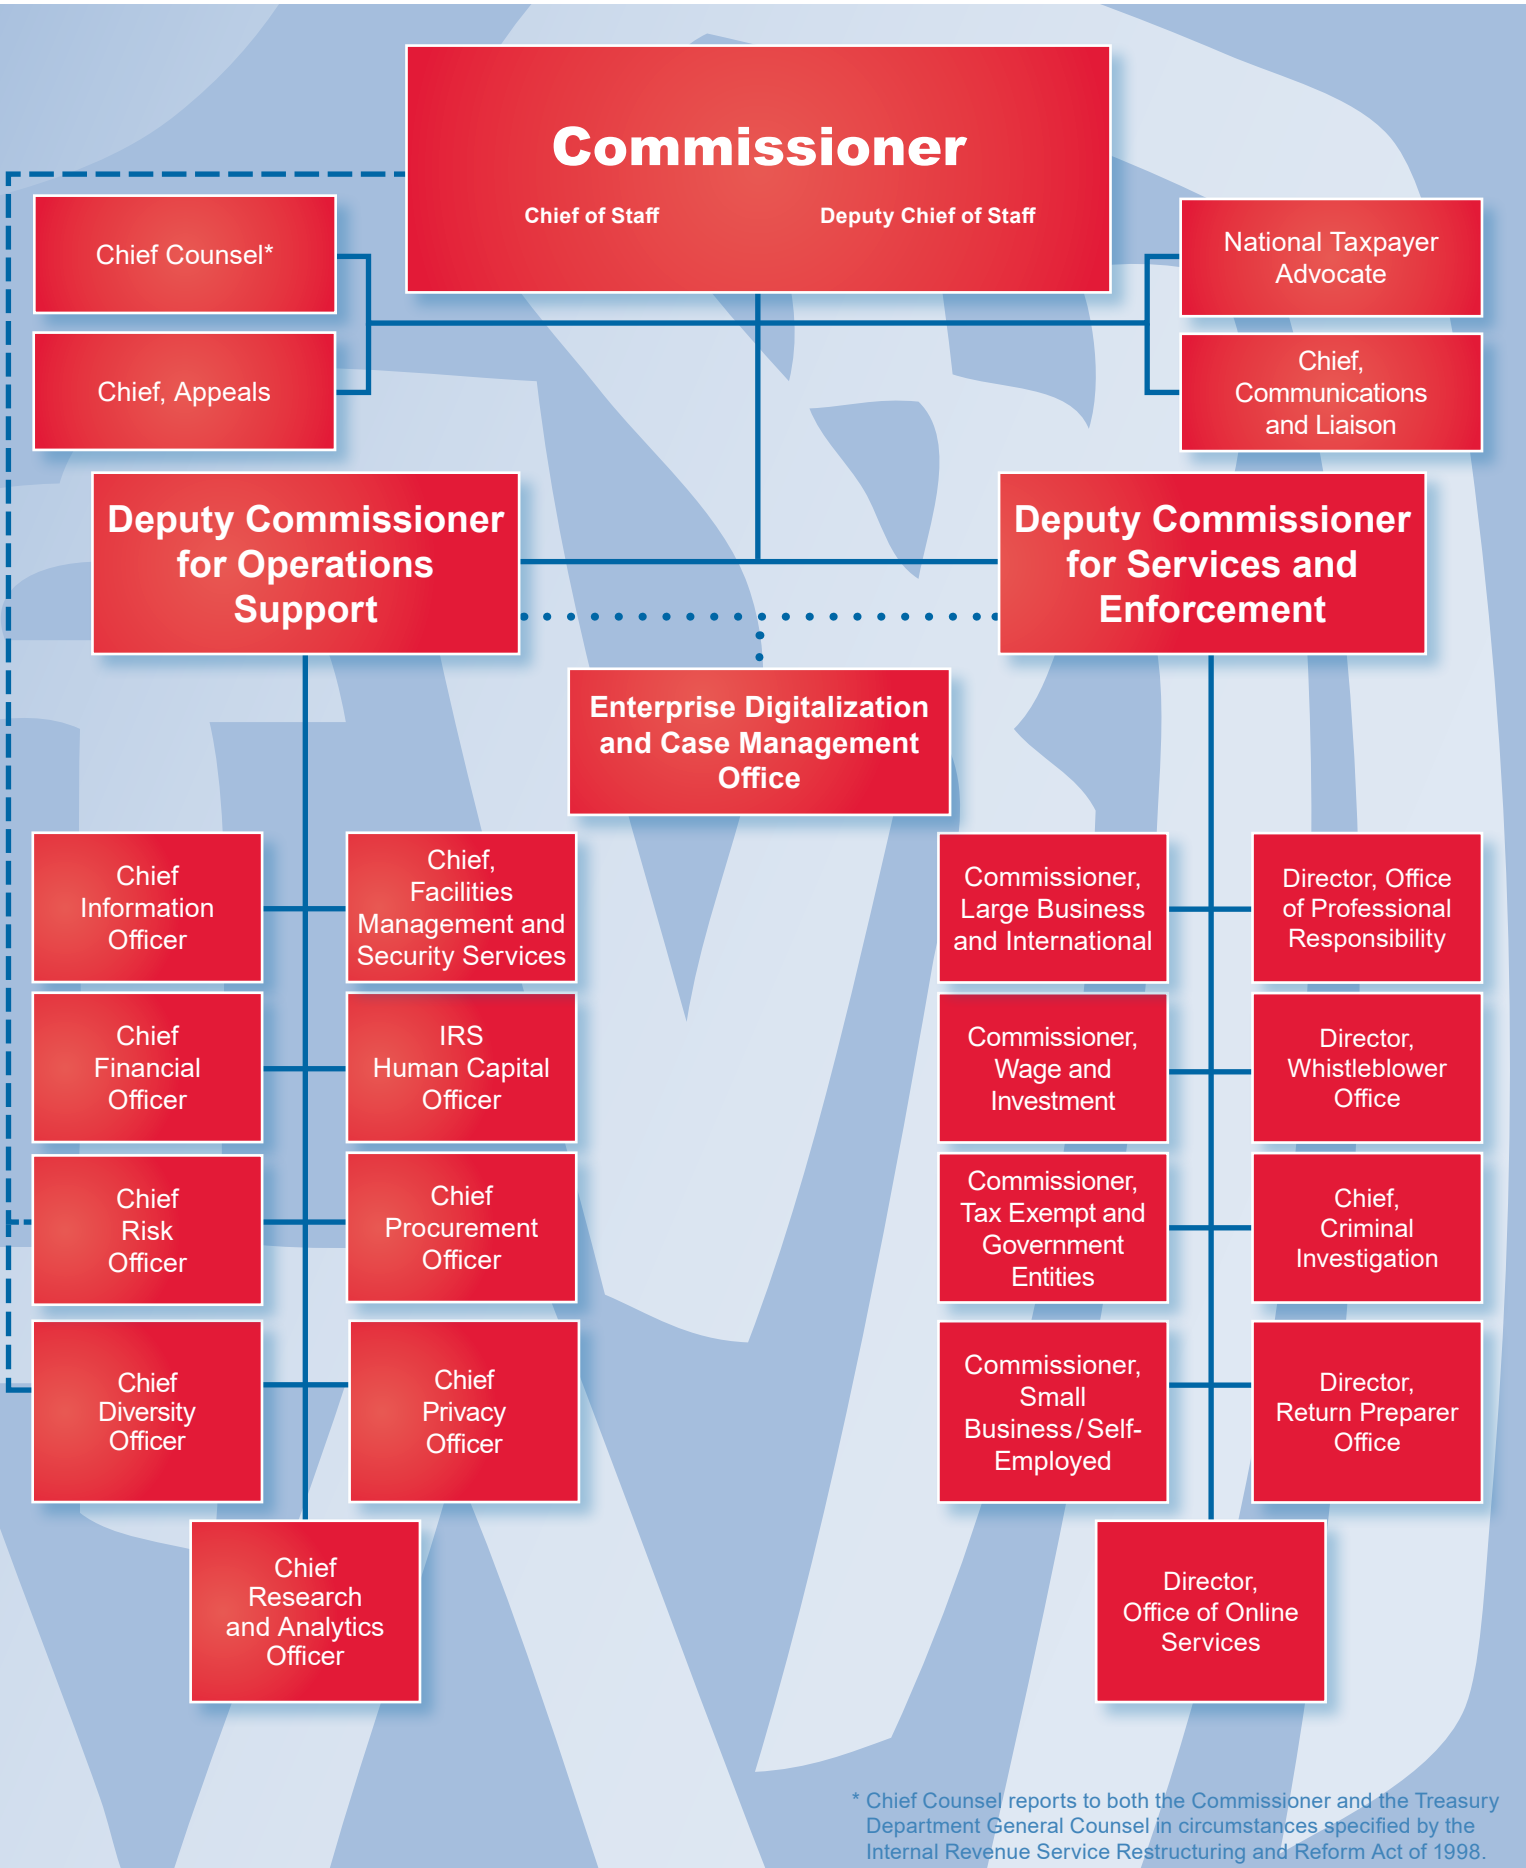 Commissioner
Chief of Staff
Deputy Chief of Staff
Chief Counsel*
National Taxpayer
Advocate
Chief, Appeals
Chief,
Communications
and Liaison
Deputy Commissioner
for Operations
Support
Deputy Commissioner
for Services and
Enforcement
Enterprise Digitalization
and Case Management
Office
Chief
Information
Officer
Chief,
Facilities
Management and
Security Services
Chief
Financial
Officer
IRS
Human Capital
Officer
Chief
Risk
Officer
Chief
Procurement
Officer
Chief
Diversity
Officer
Chief
Privacy
Officer
Chief
Research
and Analytics
Officer
Commissioner,
Large Business
and International
Director, Office
of Professional
Responsibility
Commissioner,
Wage and
Investment
Director,
Whistleblower
Office
Commissioner,
Tax Exempt and
Government
Entities
Chief,
Criminal
Investigation
Commissioner,
Small
Business/Self-
Employed
Director,
Return Preparer
Office
Director,
Office of Online
Services
* Chief Counsel reports to both the Commissioner and the Treasury
Department General Counsel in circumstances specified by the
Internal Revenue Service Restructuring and Reform Act of 1998.